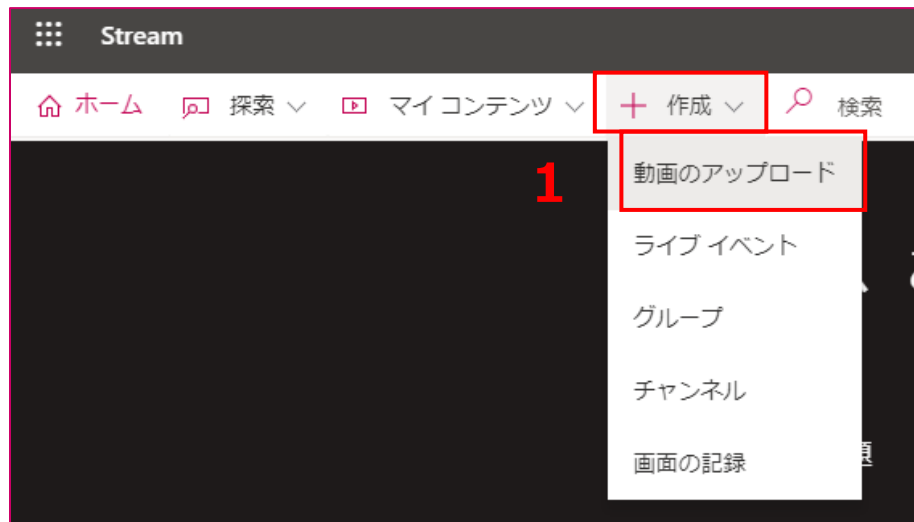 Stream
ホーム 探索 マイ コンテンツ 作成 検索
1
動画のアップロード
ライブ イベント
グループ
チャンネル
画面の記録